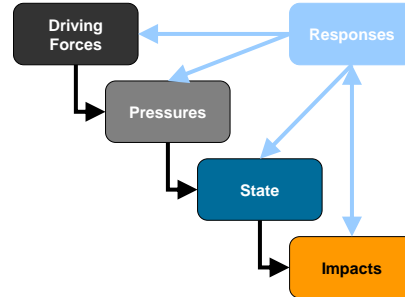 Driving
Forces
Responses
Pressures
State
Impacts